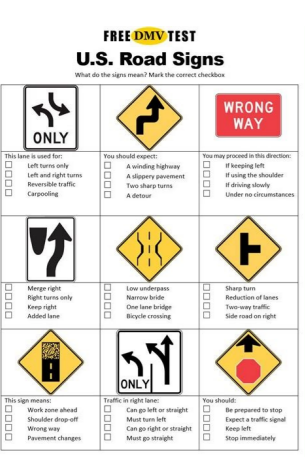 FREE DMV TEST
U.S. Road Signs
What do the signs mean? Mark the correct checkbox
ONLY
WRONG
WAY
This lane is used for:
Left turns only
Left and right turns
Reversible traffic
Carpooling
You should expect:
A winding highway
A slippery pavement
Two sharp turns
A detour
You may proceed in this direction:
If keeping left
If using the shoulder
If driving slowly
Under no circumstances
Merge right
Right turns only
Keep right
Added lane
Low underpass
Narrow bride
One lane bridge
Bicycle crossing
Sharp turn
Reduction of lanes
Two-way traffic
Side road on right
ONLY
This sign means:
Work zone ahead
Shoulder drop-off
Wrong way
Pavement changes
Traffic in right lane:
Can go left or straight
Must turn left
Can go right or straight
Must go straight
You should:
Be prepared to stop
Expect a traffic signal
Keep left
Stop immediately